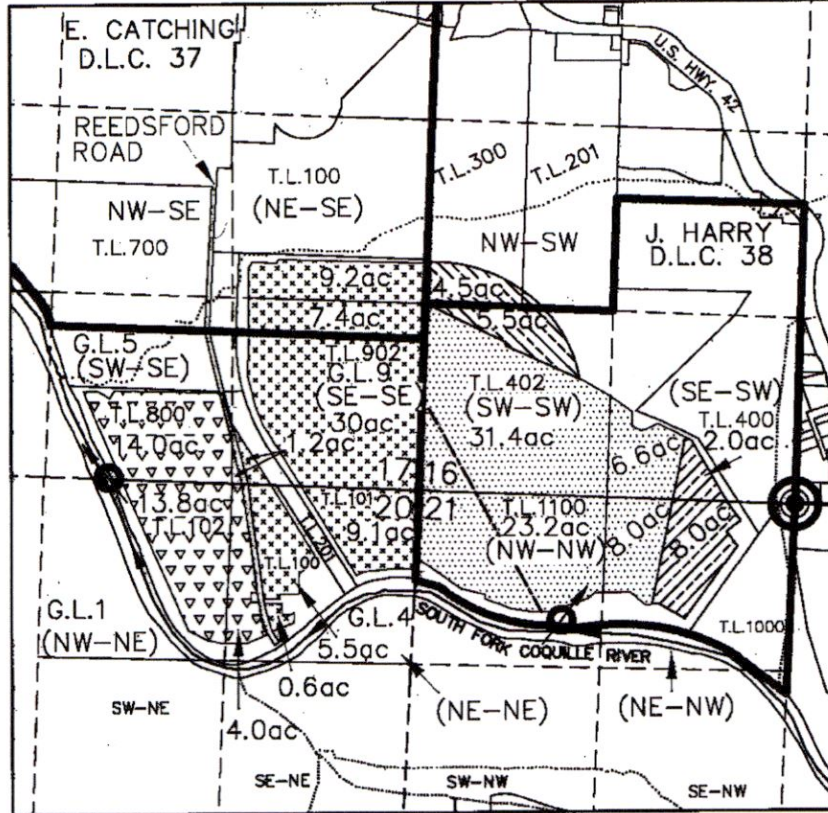 E. CATCHING
D.L.C. 37
U.S. HWY. 42
REEDSFORD
ROAD
T.L.100
(NE-SE)
T.L.300
T.L.201
NW-SE
T.L.700
NW-SW
J. HARRY
D.L.C. 38
9.2ac
4.5ac
7.4ac
5.5ac
G.L.5
(SW-SE)
T.L.902
G.L.9
(SE-SE)
30ac
T.L.402
(SW-SW)
31.4ac
(SE-SW)
T.L.400
2.0ac
T.L.800
14.0ac
1.2ac
6.6ac
17 16
20 21
13.8ac
T.L.102
T.L.101
9.1ac
T.L.1100
23.2ac
(NW-NW)
8.0ac
8.0ac
T.L.100
T.L.201
G.L.1
(NW-NE)
G.L.4
SOUTH FORK COQUILLE RIVER
T.L.1000
5.5ac
0.6ac
4.0ac
SW-NE
(NE-NE)
(NE-NW)
SE-NE
SW-NW
SE-NW